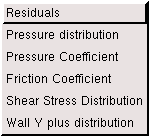 Residuals
Pressure distribution
Pressure Coefficient
Friction Coefficient
Shear Stress Distribution
Wall Y plus distribution